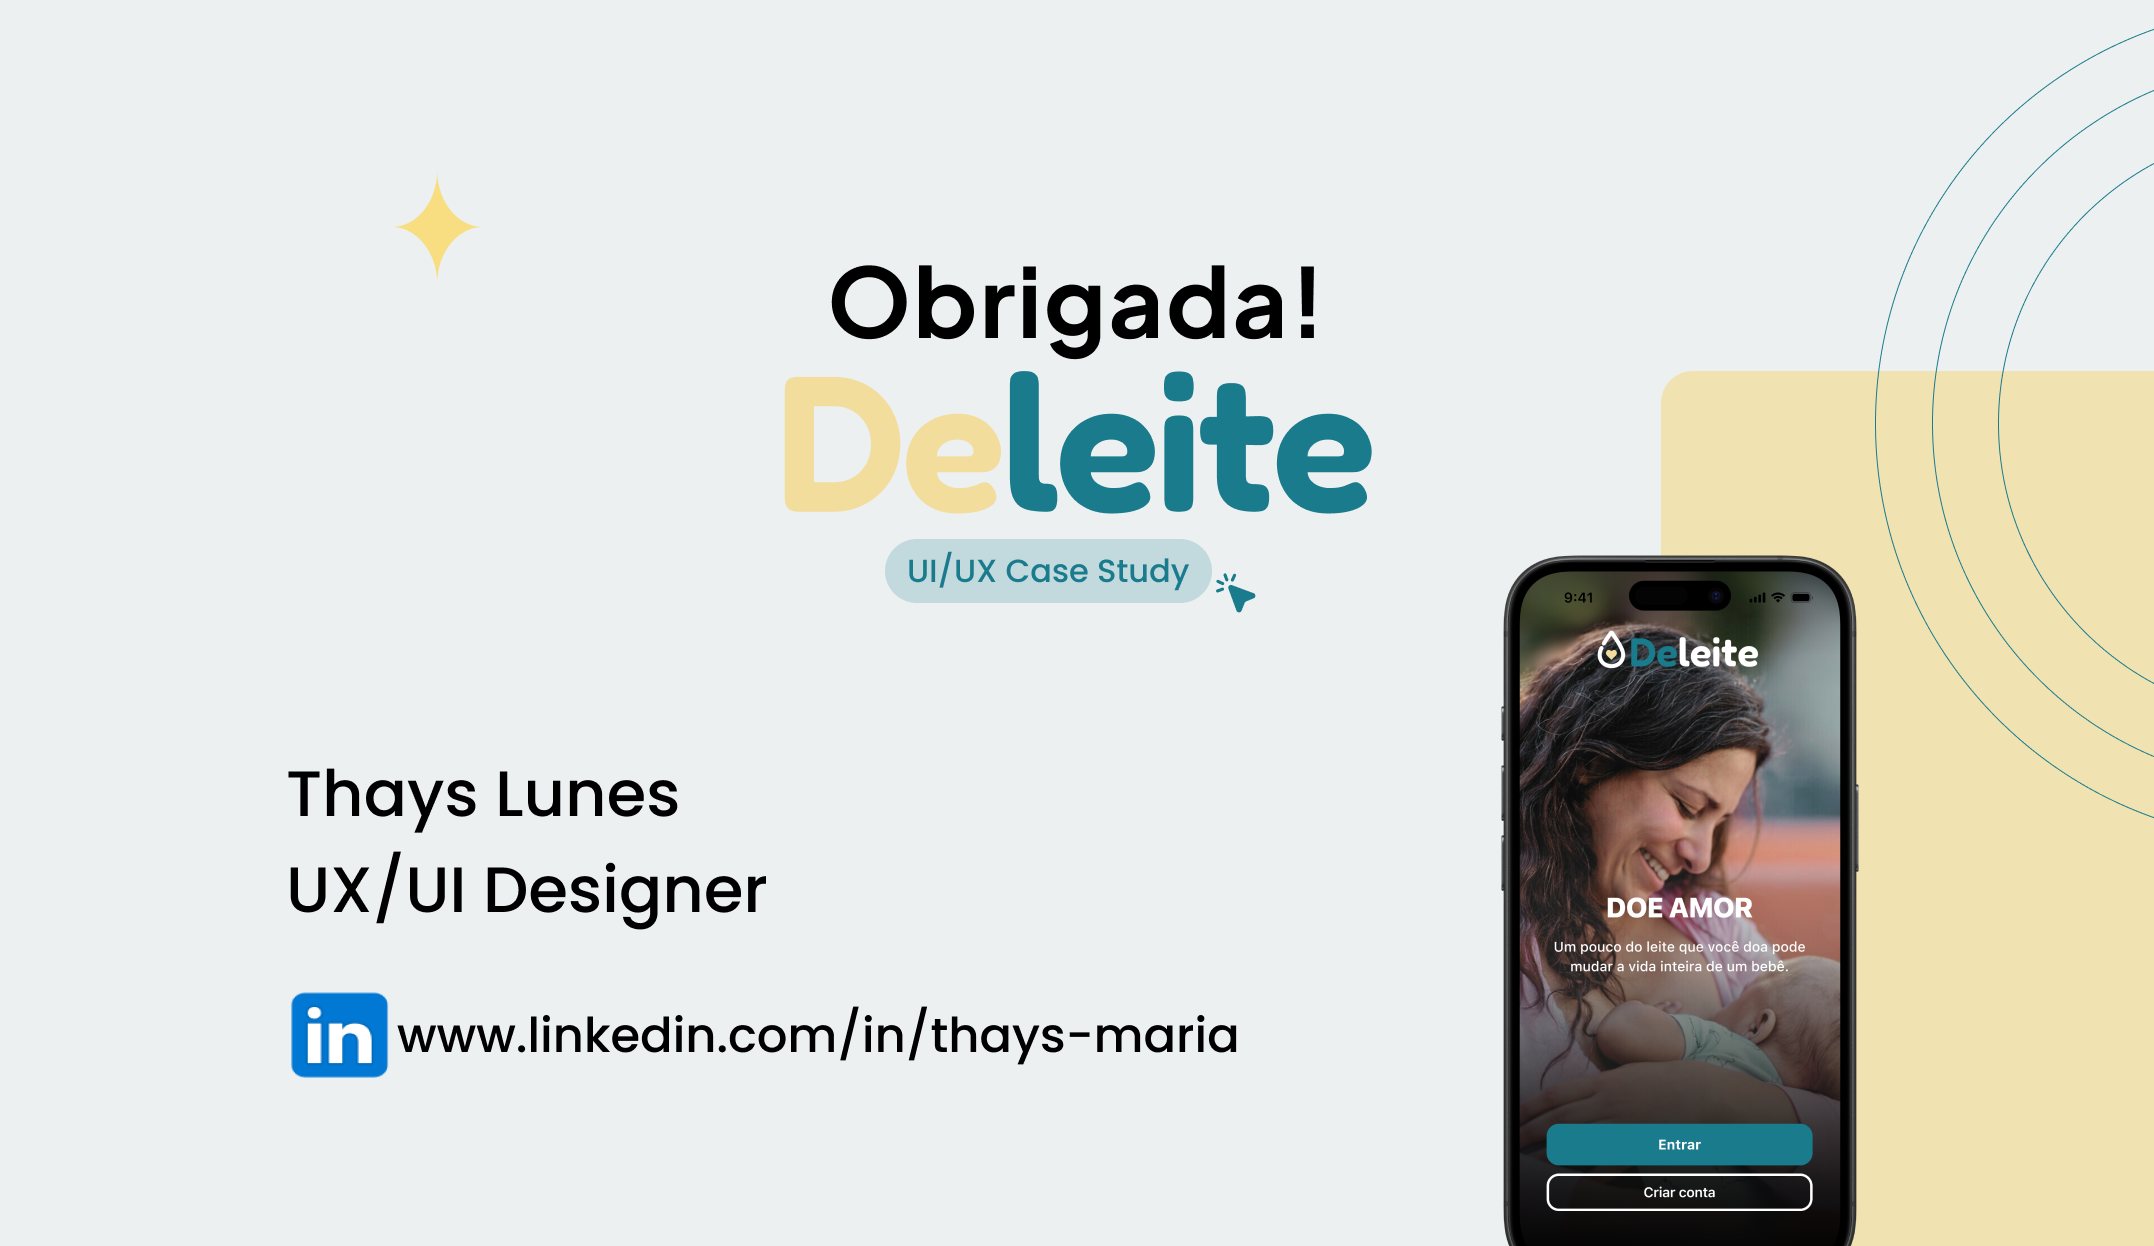 Obrigada!
Deleite
UI/UX Case Study
Thays Lunes
UX/UI Designer
in www.linkedin.com/in/thays-maria
9:41
Deleite
DOE AMOR
Um pouco do leite que você doa pode
mudar a vida inteira de um bebê.
Entrar
Criar conta